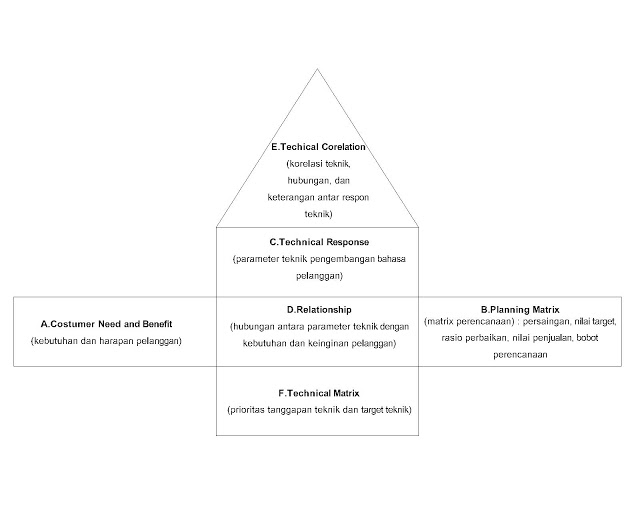 E.Techical Corelation
(korelasi teknik,
hubungan, dan
keterangan antar respon
teknik)
C.Technical Response
(parameter teknik pengembangan bahasa
pelanggan)
A.Costumer Need and Benefit
(kebutuhan dan harapan pelanggan)
D.Relationship
(hubungan antara parameter teknik dengan
kebutuhan dan keinginan pelanggan)
B.Planning Matrix
(matrix perencanaan) : persaingan, nilai target,
rasio perbaikan, nilai penjualan, bobot
perencanaan
F.Technical Matrix
(prioritas tanggapan teknik dan target teknik)